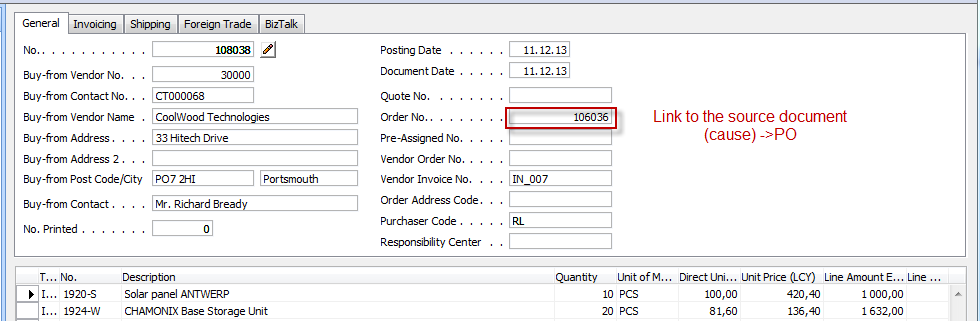 General Invoicing Shipping Foreign Trade BizTalk
No. . . . . . . . . . . . 108038
Posting Date . . . . . 11.12.13
Document Date . . . . . 11.12.13
Buy-from Vendor No. . . . 30000
Buy-from Contact No. . . . CT000068
Quote No. . . . . . . . .
Buy-from Vendor Name . CoolWood Technologies
Order No. . . . . . . . . 106036
Link to the source document
(cause) ->PO
Buy-from Address . . . . 33 Hitech Drive
Pre-Assigned No. . . . .
Buy-from Address 2 . . .
Vendor Order No. . . . .
Buy-from Post Code/City PO7 2HI Portsmouth
Vendor Invoice No. . . . IN_007
Order Address Code. . .
Buy-from Contact . . . . Mr. Richard Bready
Purchaser Code . . . . . RL
No. Printed . . . . . . . 0
Responsibility Center . .
T... No. Description Quantity Unit of M... Direct Uni... Unit Price (LCY) Line Amount E... Line ...
I... 1920-S Solar panel ANTWERP 10 PCS 100,00 420,40 1 000,00
I... 1924-W CHAMONIX Base Storage Unit 20 PCS 81,60 136,40 1 632,00